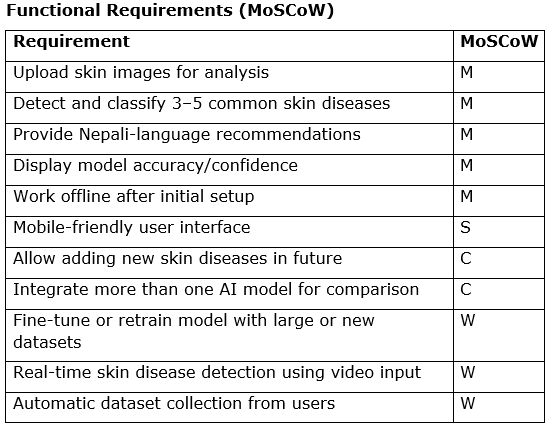 Functional Requirements (MoSCoW)
Requirement MoSCoW
Upload skin images for analysis M
Detect and classify 3–5 common skin diseases M
Provide Nepali-language recommendations M
Display model accuracy/confidence M
Work offline after initial setup M
Mobile-friendly user interface S
Allow adding new skin diseases in future C
Integrate more than one AI model for comparison C
Fine-tune or retrain model with large or new W
datasets
Real-time skin disease detection using video input W
Automatic dataset collection from users W